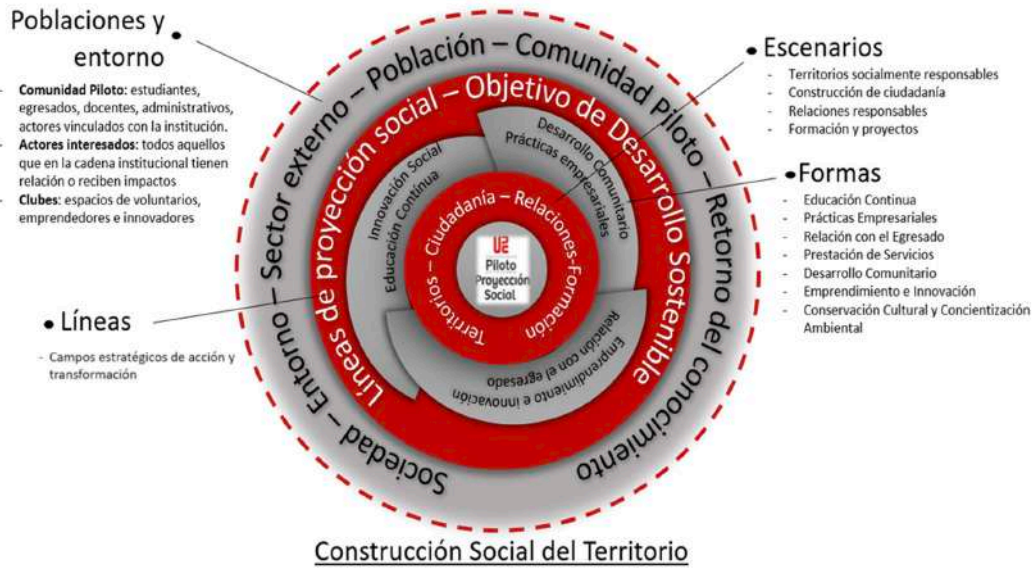 Poblaciones y
entorno
- Comunidad Piloto: estudiantes,
egresados, docentes, administrativos,
actores vinculados con la institución.
- Actores interesados: todos aquellos
que en la cadena institucional tienen
relación o reciben impactos
- Clubes: espacios de voluntarios,
emprendedores e innovadores
• Líneas
- Campos estratégicos de acción y
transformación
Sociedad – Entorno – Sector externo – Población – Comunidad Piloto – Retorno del conocimiento
Líneas de proyección social – Objetivo de Desarrollo Sostenible
Innovación Social
Educación Continua
Desarrollo Comunitario
Prácticas empresariales
Emprendimiento e innovación
Relación con el egresado
Territorios – Ciudadanía – Relaciones-Formación
Piloto
Proyección
Social
• Escenarios
- Territorios socialmente responsables
- Construcción de ciudadanía
- Relaciones responsables
- Formación y proyectos
• Formas
- Educación Continua
- Prácticas Empresariales
- Relación con el Egresado
- Prestación de Servicios
- Desarrollo Comunitario
- Emprendimiento e Innovación
- Conservación Cultural y Concientización
Ambiental
Construcción Social del Territorio